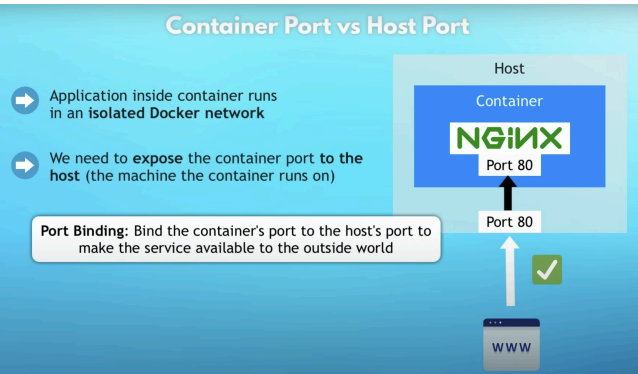 Container Port vs Host Port
Application inside container runs
in an isolated Docker network
We need to expose the container port to the
host (the machine the container runs on)
Port Binding: Bind the container's port to the host's port to
make the service available to the outside world
Host
Container
NGINX
Port 80
Port 80
WWW